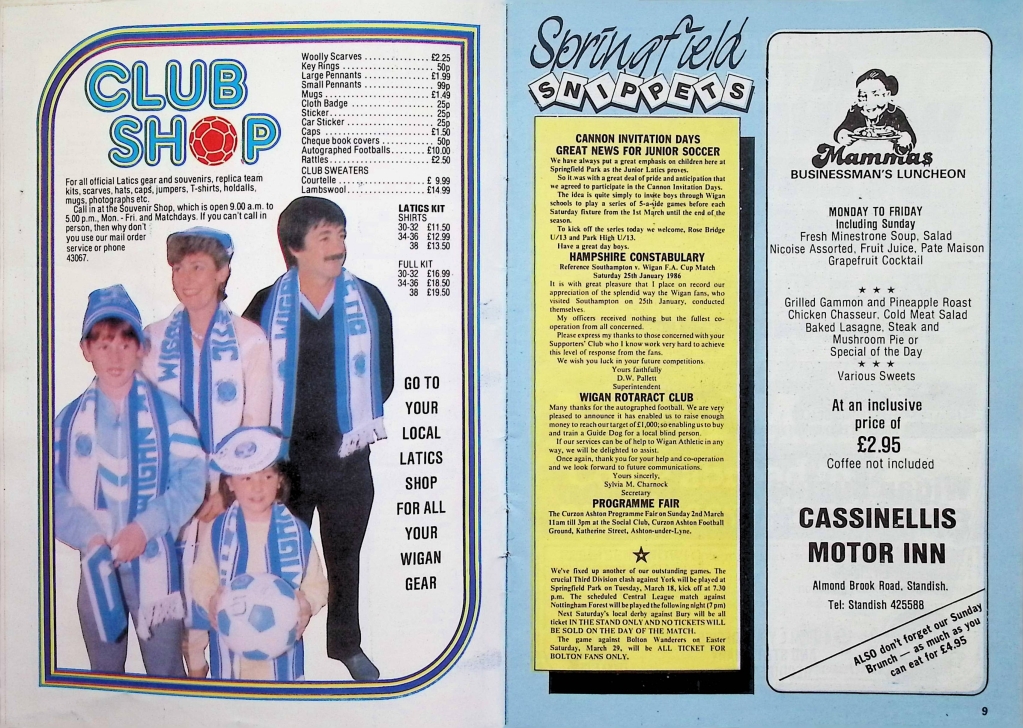 CLUB
SHOP
For all official Latics gear and souvenirs, replica team
kits, scarves, hats, caps, jumpers, T-shirts, holdalls,
mugs, photographs etc.
Call in at the Souvenir Shop, which is open 9.00 a.m. to
5.00 p.m., Mon. - Fri. and Matchdays. If you can't call in
person, then why don't
you use our mail order
service or phone
43067.
Woolly Scarves . . . . . . . . . . . . . . . £2.25
Key Rings . . . . . . . . . . . . . . . . . . . . 50p
Large Pennants . . . . . . . . . . . . . . . £1.99
Small Pennants . . . . . . . . . . . . . . . 99p
Mugs . . . . . . . . . . . . . . . . . . . . . . . £1.49
Cloth Badge . . . . . . . . . . . . . . . . . . 25p
Sticker . . . . . . . . . . . . . . . . . . . . . . 25p
Car Sticker . . . . . . . . . . . . . . . . . . . 25p
Caps . . . . . . . . . . . . . . . . . . . . . . . £1.50
Cheque book covers . . . . . . . . . . . . 50p
Autographed Footballs . . . . . . . . £10.00
Rattles . . . . . . . . . . . . . . . . . . . . . . £2.50
CLUB SWEATERS
Courtelle . . . . . . . . . . . . . . . . . . . £ 9.99
Lambswool . . . . . . . . . . . . . . . . . £14.99
LATICS KIT
SHIRTS
30-32 £11.50
34-36 £12.99
38 £13.50
FULL KIT
30-32 £16.99
34-36 £18.50
38 £19.50
GO TO
YOUR
LOCAL
LATICS
SHOP
FOR ALL
YOUR
WIGAN
GEAR
Springfield
SNIPPETS
CANNON INVITATION DAYS
GREAT NEWS FOR JUNIOR SOCCER
We have always put a great emphasis on children here at
Springfield Park as the Junior Latics proves.
So it was with a great deal of pride and anticipation that
we agreed to participate in the Cannon Invitation Days.
The idea is quite simply to invite boys through Wigan
schools to play a series of 5-a-side games before each
Saturday fixture from the 1st March until the end of the
season.
To kick off the series today we welcome, Rose Bridge
U/13 and Park High U/13.
Have a great day boys.
HAMPSHIRE CONSTABULARY
Reference Southampton v. Wigan F.A. Cup Match
Saturday 25th January 1986
It is with great pleasure that I place on record our
appreciation of the splendid way the Wigan fans, who
visited Southampton on 25th January, conducted
themselves.
My officers received nothing but the fullest co-
operation from all concerned.
Please express my thanks to those concerned with your
Supporters' Club who I know work very hard to achieve
this level of response from the fans.
We wish you luck in your future competitions.
Yours faithfully
D.W. Pallett
Superintendent
WIGAN ROTARACT CLUB
Many thanks for the autographed football. We are very
pleased to announce it has enabled us to raise enough
money to reach our target of £1,000; so enabling us to buy
and train a Guide Dog for a local blind person.
If our services can be of help to Wigan Athletic in any
way, we will be delighted to assist.
Once again, thank you for your help and co-operation
and we look forward to future communications.
Yours sincerely,
Sylvia M. Charnock
Secretary
PROGRAMME FAIR
The Curzon Ashton Programme Fair on Sunday 2nd March
11am till 3pm at the Social Club, Curzon Ashton Football
Ground, Katherine Street, Ashton-under-Lyne.
We've fixed up another of our outstanding games. The
crucial Third Division clash against York will be played at
Springfield Park on Tuesday, March 18, kick off at 7.30
p.m. The scheduled Central League match against
Nottingham Forest will be played the following night (7pm)
Next Saturday's local derby against Bury will be all
ticket IN THE STAND ONLY AND NO TICKETS WILL
BE SOLD ON THE DAY OF THE MATCH.
The game against Bolton Wanderers on Easter
Saturday, March 29, will be ALL TICKET FOR
BOLTON FANS ONLY.
Mammas
BUSINESSMAN'S LUNCHEON
MONDAY TO FRIDAY
Including Sunday
Fresh Minestrone Soup, Salad
Nicoise Assorted, Fruit Juice, Pate Maison
Grapefruit Cocktail
★ ★ ★
Grilled Gammon and Pineapple Roast
Chicken Chasseur, Cold Meat Salad
Baked Lasagne, Steak and
Mushroom Pie or
Special of the Day
★ ★ ★
Various Sweets
At an inclusive
price of
£2.95
Coffee not included
CASSINELLIS
MOTOR INN
Almond Brook Road, Standish.
Tel: Standish 425588
ALSO don't forget our Sunday
Brunch — as much as you
can eat for £4.95
9